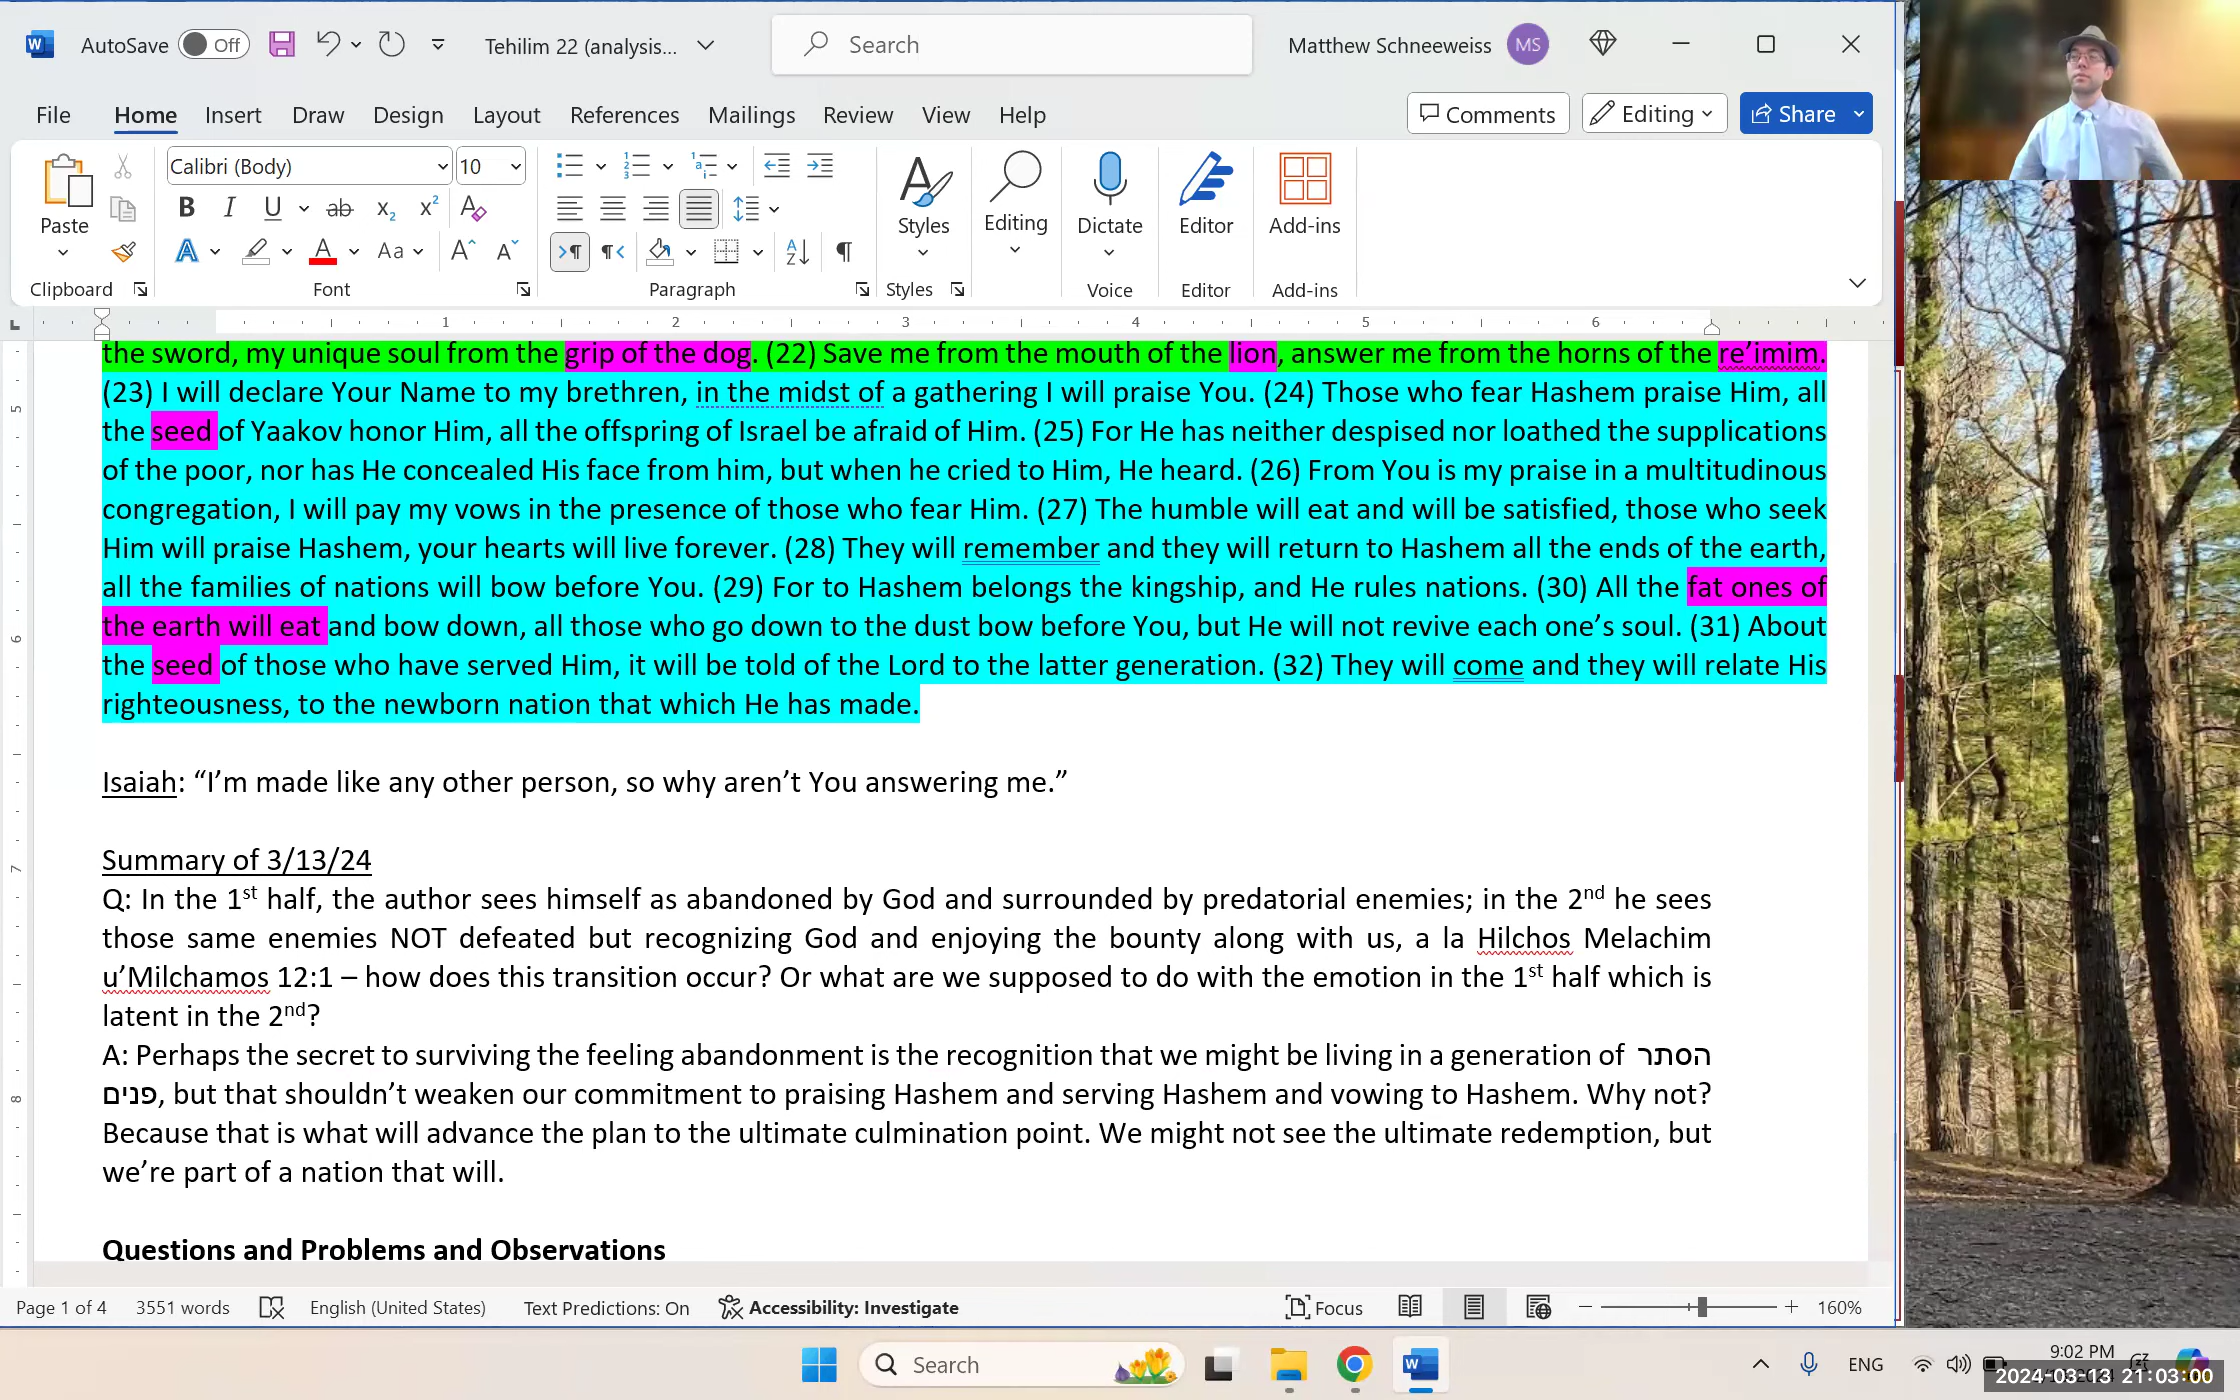 AutoSave Off Tehilim 22 (analysis... Search Matthew Schneeweiss MS
File Home Insert Draw Design Layout References Mailings Review View Help Comments Editing Share
Calibri (Body) 10
Paste Styles Editing Dictate Editor Add-ins
Clipboard Font Paragraph Styles Voice Editor Add-ins
1 2 3 4 5 6
the sword, my unique soul from the grip of the dog. (22) Save me from the mouth of the lion, answer me from the horns of the re’imim.
(23) I will declare Your Name to my brethren, in the midst of a gathering I will praise You. (24) Those who fear Hashem praise Him, all
the seed of Yaakov honor Him, all the offspring of Israel be afraid of Him. (25) For He has neither despised nor loathed the supplications
of the poor, nor has He concealed His face from him, but when he cried to Him, He heard. (26) From You is my praise in a multitudinous
congregation, I will pay my vows in the presence of those who fear Him. (27) The humble will eat and will be satisfied, those who seek
Him will praise Hashem, your hearts will live forever. (28) They will remember and they will return to Hashem all the ends of the earth,
all the families of nations will bow before You. (29) For to Hashem belongs the kingship, and He rules nations. (30) All the fat ones of
the earth will eat and bow down, all those who go down to the dust bow before You, but He will not revive each one’s soul. (31) About
the seed of those who have served Him, it will be told of the Lord to the latter generation. (32) They will come and they will relate His
righteousness, to the newborn nation that which He has made.
Isaiah: “I’m made like any other person, so why aren’t You answering me.”
Summary of 3/13/24
Q: In the 1st half, the author sees himself as abandoned by God and surrounded by predatorial enemies; in the 2nd he sees
those same enemies NOT defeated but recognizing God and enjoying the bounty along with us, a la Hilchos Melachim
u’Milchamos 12:1 – how does this transition occur? Or what are we supposed to do with the emotion in the 1st half which is
latent in the 2nd?
A: Perhaps the secret to surviving the feeling abandonment is the recognition that we might be living in a generation of הסתר
פנים, but that shouldn’t weaken our commitment to praising Hashem and serving Hashem and vowing to Hashem. Why not?
Because that is what will advance the plan to the ultimate culmination point. We might not see the ultimate redemption, but
we’re part of a nation that will.
Questions and Problems and Observations
Page 1 of 4 3551 words English (United States) Text Predictions: On Accessibility: Investigate Focus 160%
Search ENG 9:02 PM
2024-03-13 21:03:00